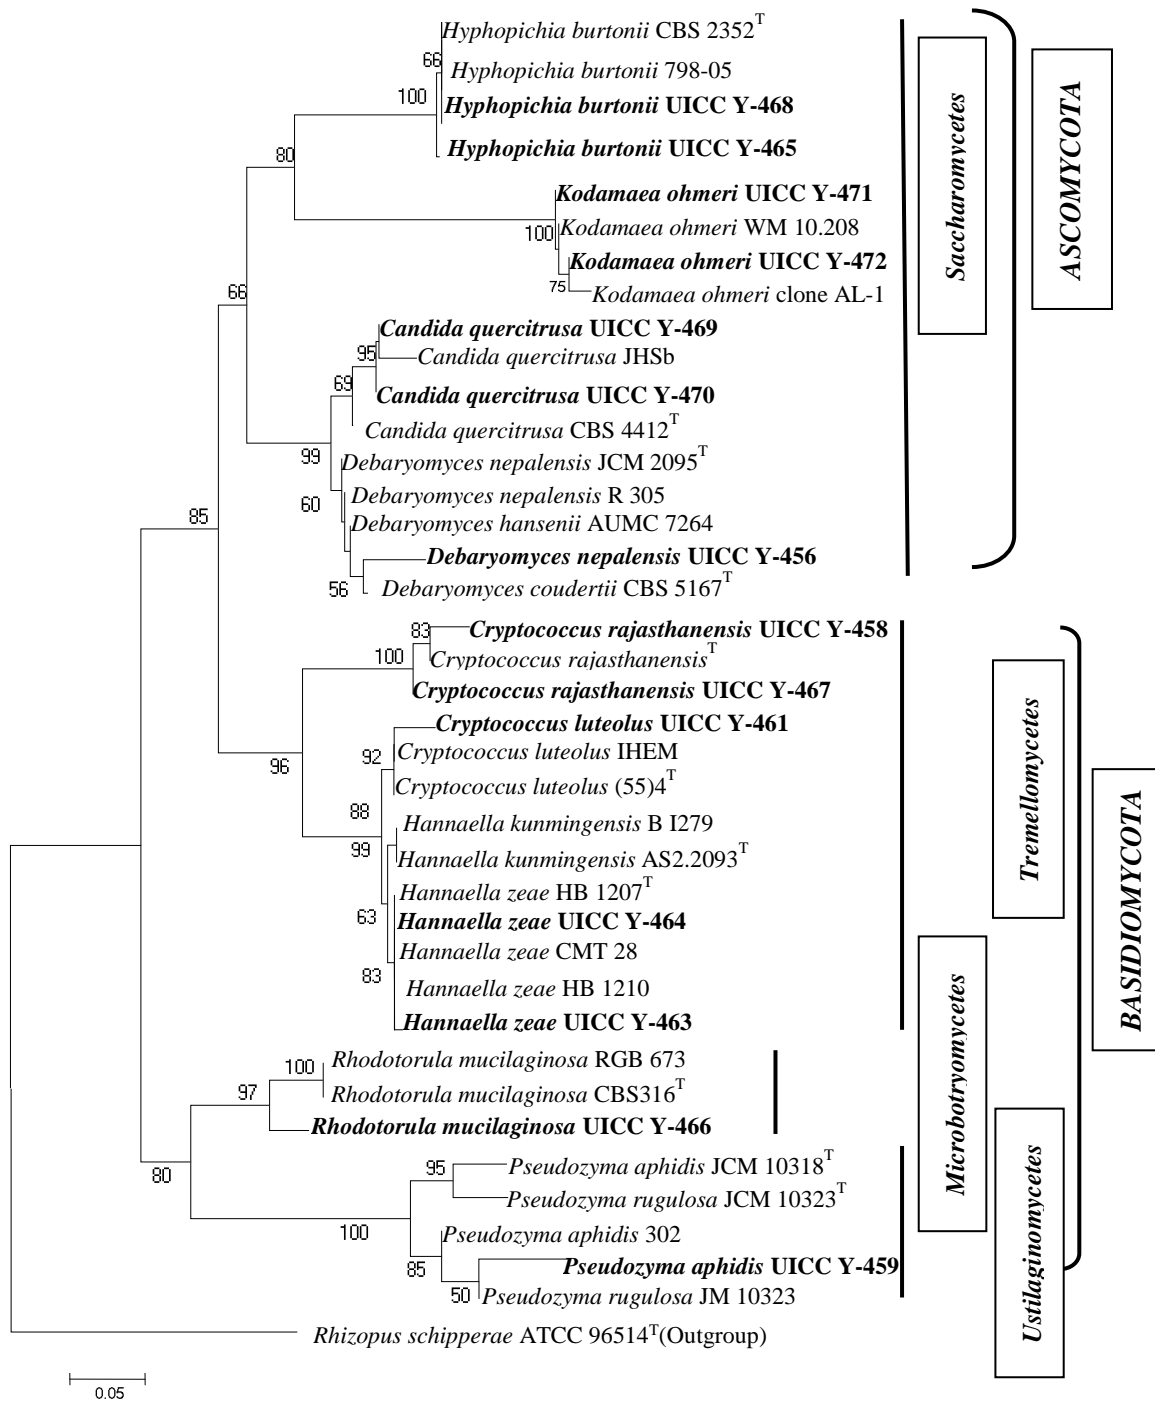 Hyphopichia burtonii CBS 2352T
66
Hyphopichia burtonii 798-05
100
Hyphopichia burtonii UICC Y-468
Hyphopichia burtonii UICC Y-465
80
Kodamaea ohmeri UICC Y-471
Kodamaea ohmeri WM 10.208
100
Kodamaea ohmeri UICC Y-472
75
Kodamaea ohmeri clone AL-1
66
Candida quercitrusa UICC Y-469
95
Candida quercitrusa JHSb
69
Candida quercitrusa UICC Y-470
Candida quercitrusa CBS 4412T
99
Debaryomyces nepalensis JCM 2095T
Debaryomyces nepalensis R 305
60
Debaryomyces hansenii AUMC 7264
85
Debaryomyces nepalensis UICC Y-456
56
Debaryomyces coudertii CBS 5167T
Saccharomycetes
ASCOMYCOTA
83
Cryptococcus rajasthanensis UICC Y-458
100
Cryptococcus rajasthanensisT
Cryptococcus rajasthanensis UICC Y-467
Cryptococcus luteolus UICC Y-461
92
Cryptococcus luteolus IHEM
96
Cryptococcus luteolus (55)4T
88
Hannaella kunmingensis B I279
99
Hannaella kunmingensis AS2.2093T
Hannaella zeae HB 1207T
63
Hannaella zeae UICC Y-464
Hannaella zeae CMT 28
83
Hannaella zeae HB 1210
Hannaella zeae UICC Y-463
Tremellomycetes
BASIDIOMYCOTA
Rhodotorula mucilaginosa RGB 673
100
97
Rhodotorula mucilaginosa CBS316T
Rhodotorula mucilaginosa UICC Y-466
Microbotryomycetes
80
95
Pseudozyma aphidis JCM 10318T
Pseudozyma rugulosa JCM 10323T
100
Pseudozyma aphidis 302
85
Pseudozyma aphidis UICC Y-459
50
Pseudozyma rugulosa JM 10323
Ustilaginomycetes
Rhizopus schipperae ATCC 96514T(Outgroup)
0.05